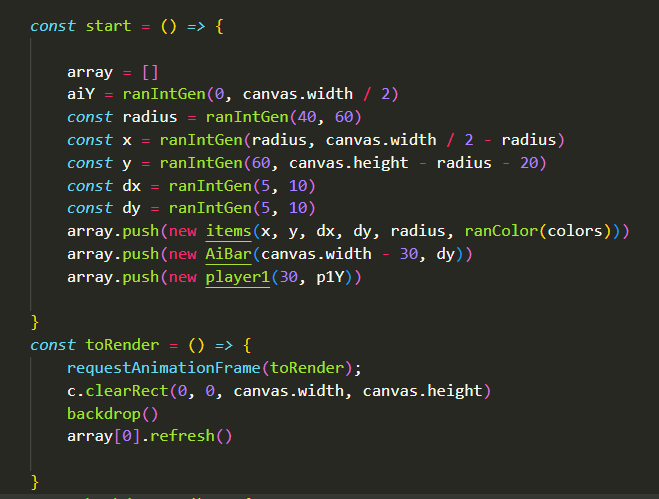 const start = () => {
array = []
aiY = ranIntGen(0, canvas.width / 2)
const radius = ranIntGen(40, 60)
const x = ranIntGen(radius, canvas.width / 2 - radius)
const y = ranIntGen(60, canvas.height - radius - 20)
const dx = ranIntGen(5, 10)
const dy = ranIntGen(5, 10)
array.push(new items(x, y, dx, dy, radius, ranColor(colors)))
array.push(new AiBar(canvas.width - 30, dy))
array.push(new player1(30, p1Y))
}
const toRender = () => {
requestAnimationFrame(toRender);
c.clearRect(0, 0, canvas.width, canvas.height)
backdrop()
array[0].refresh()
}